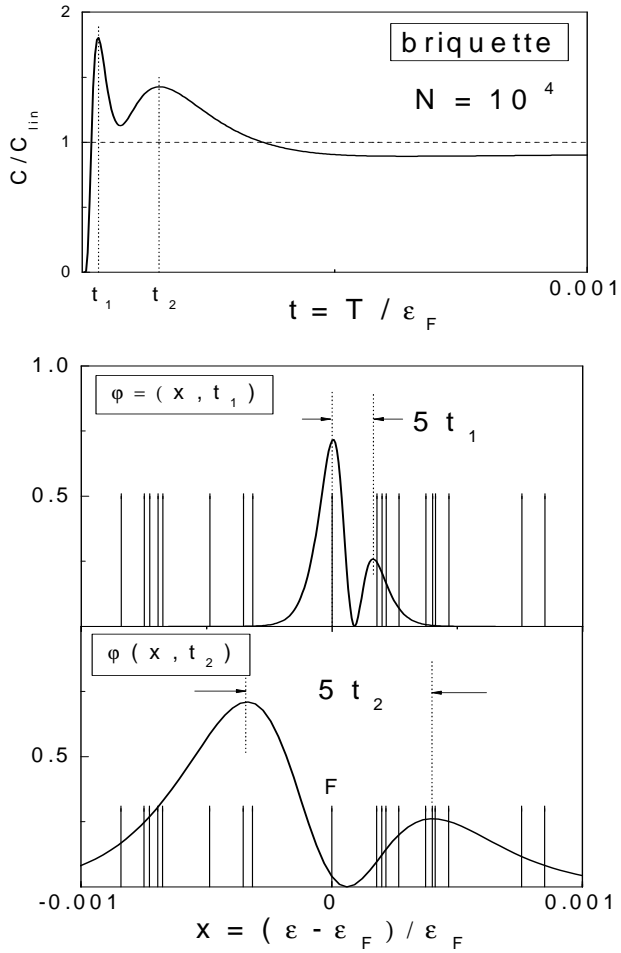 2
briquette
N = 10 4
C / C lin
1
0
t 1
t 2
0.001
t = T / ε F
1.0
φ = ( x , t 1 )
5 t 1
0.5
φ ( x , t 2 )
5 t 2
0.5
F
-0.001
0
0.001
x = ( ε - ε F ) / ε F